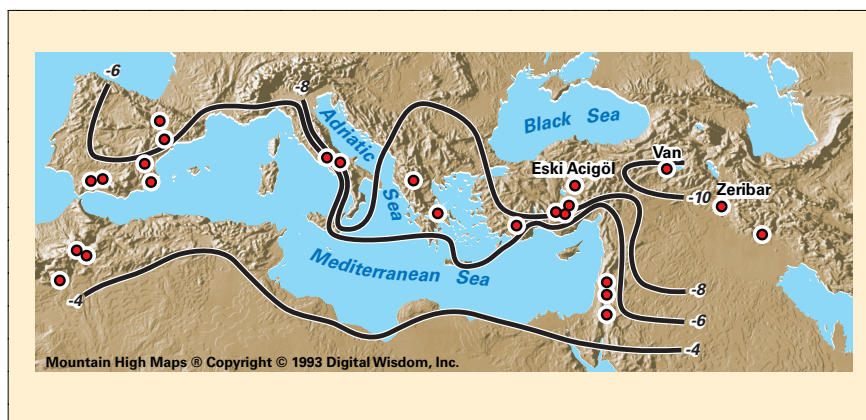 -6
-8
Adriatic
Sea
Black Sea
Van
Eski Acigöl
-10
Zeribar
Mediterranean Sea
-8
-4
-6
-4
Mountain High Maps ® Copyright © 1993 Digital Wisdom, Inc.